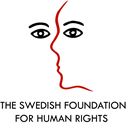 THE SWEDISH FOUNDATION
FOR HUMAN RIGHTS